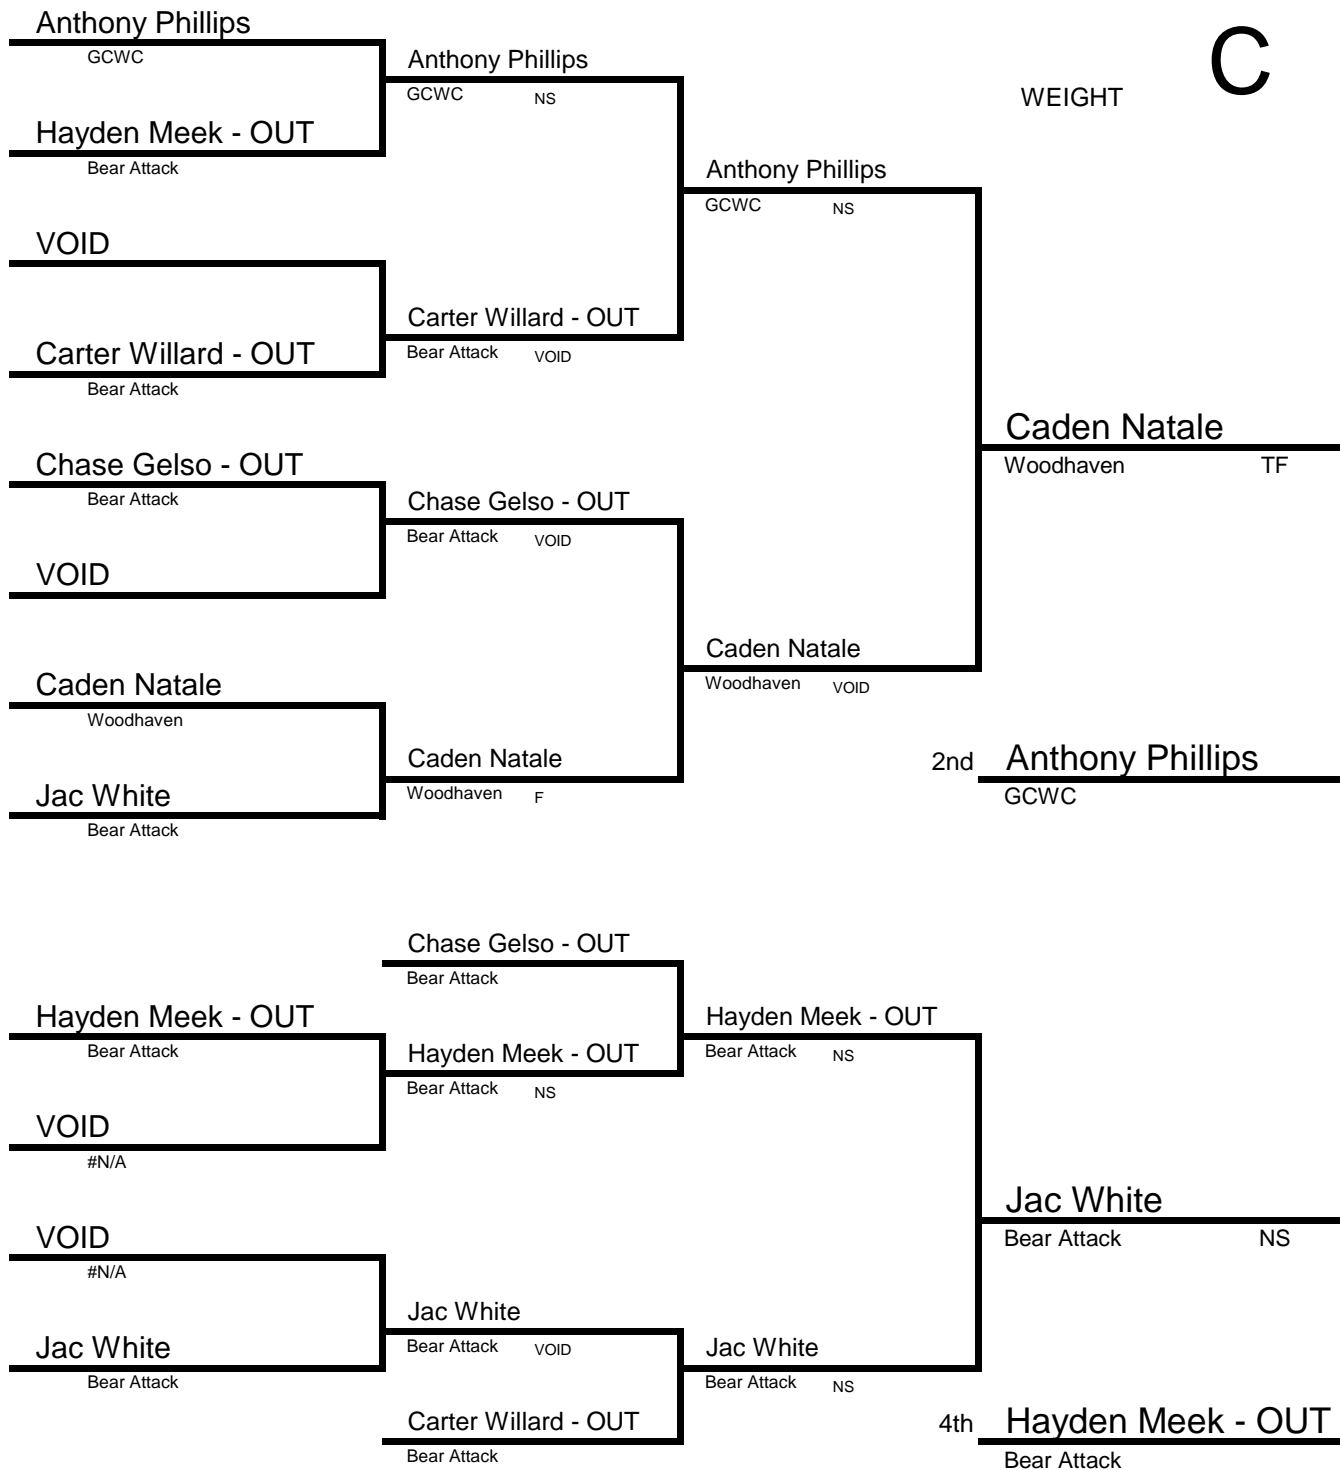 C
WEIGHT
Anthony Phillips
GCWC
Hayden Meek - OUT
Bear Attack
VOID
Carter Willard - OUT
Bear Attack
Chase Gelso - OUT
Bear Attack
VOID
Caden Natale
Woodhaven
Jac White
Bear Attack
Anthony Phillips
GCWC NS
Carter Willard - OUT
Bear Attack VOID
Chase Gelso - OUT
Bear Attack VOID
Caden Natale
Woodhaven F
Anthony Phillips
GCWC NS
Caden Natale
Woodhaven VOID
Caden Natale
Woodhaven TF
2nd Anthony Phillips
GCWC
Hayden Meek - OUT
Bear Attack
VOID
#N/A
VOID
#N/A
Jac White
Bear Attack
Chase Gelso - OUT
Bear Attack
Hayden Meek - OUT
Bear Attack NS
Jac White
Bear Attack VOID
Carter Willard - OUT
Bear Attack
Hayden Meek - OUT
Bear Attack NS
Jac White
Bear Attack NS
Jac White
Bear Attack NS
4th Hayden Meek - OUT
Bear Attack